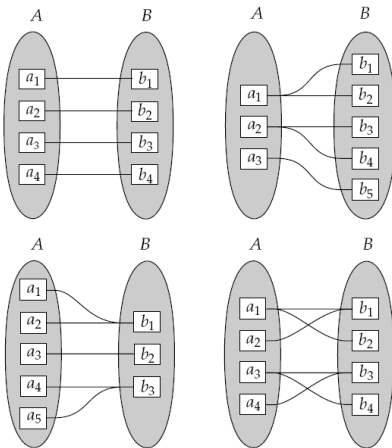 A B
a1 b1
a2 b2
a3 b3
a4 b4
A B
a1 b1
a2 b2
a3 b3
b4
b5
A B
a1
a2 b1
a3 b2
a4 b3
a5
A B
a1 b1
a2 b2
a3 b3
a4 b4